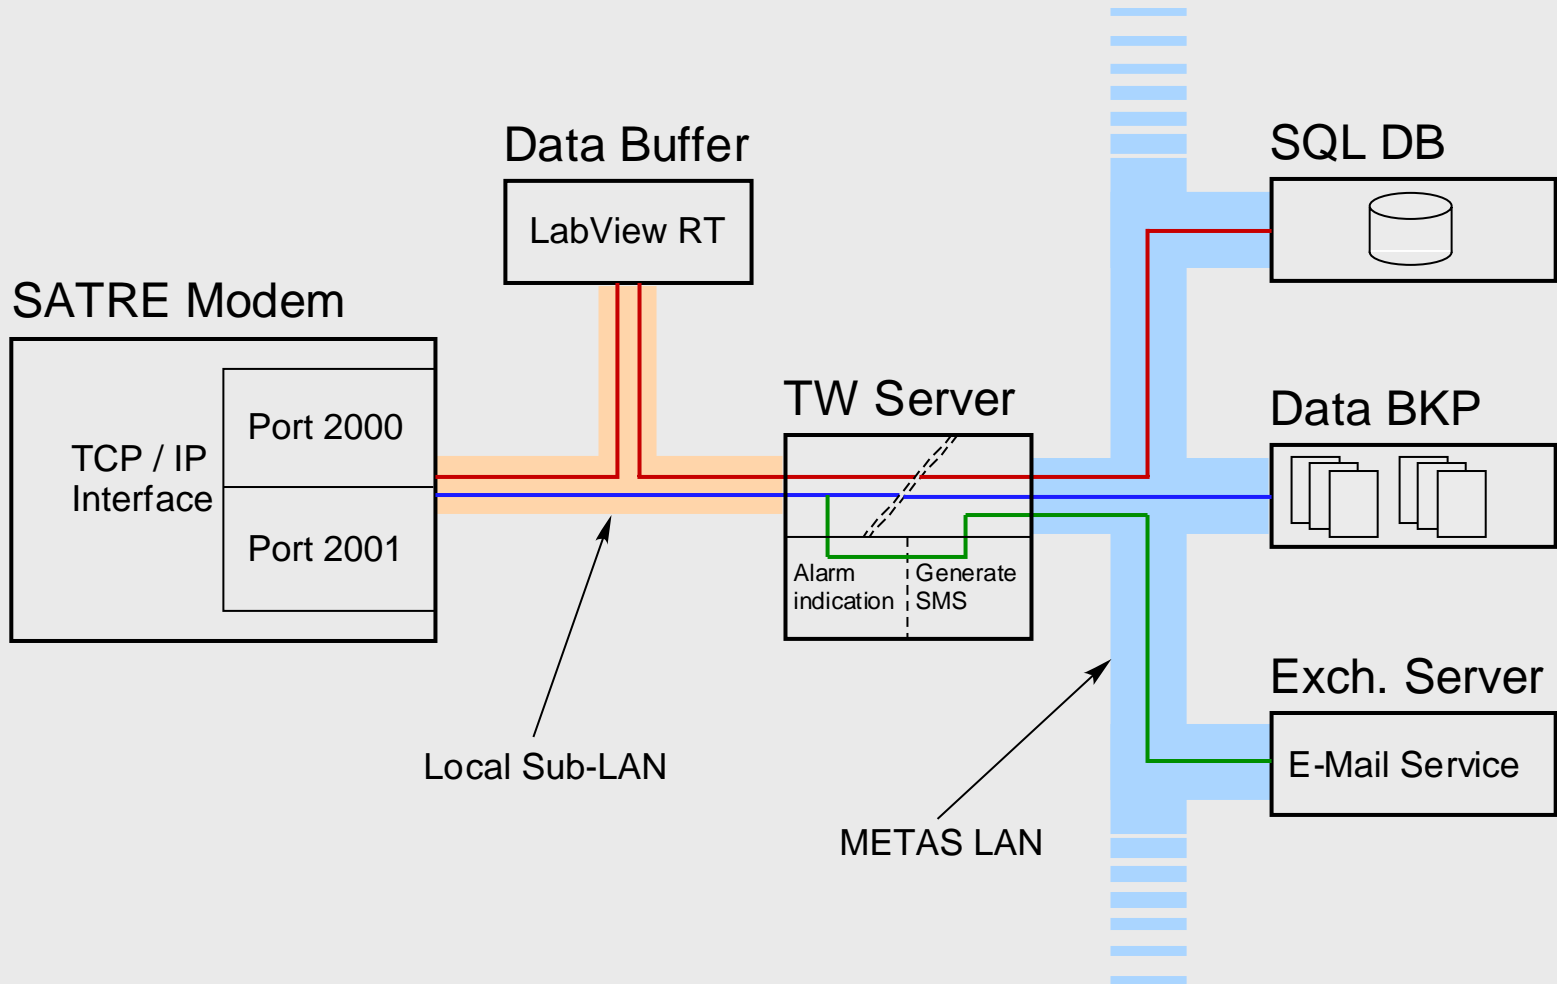 Data Buffer
LabView RT
SATRE Modem
TCP / IP
Interface
Port 2000
Port 2001
TW Server
Alarm
indication
Generate
SMS
Local Sub-LAN
METAS LAN
SQL DB
Data BKP
Exch. Server
E-Mail Service